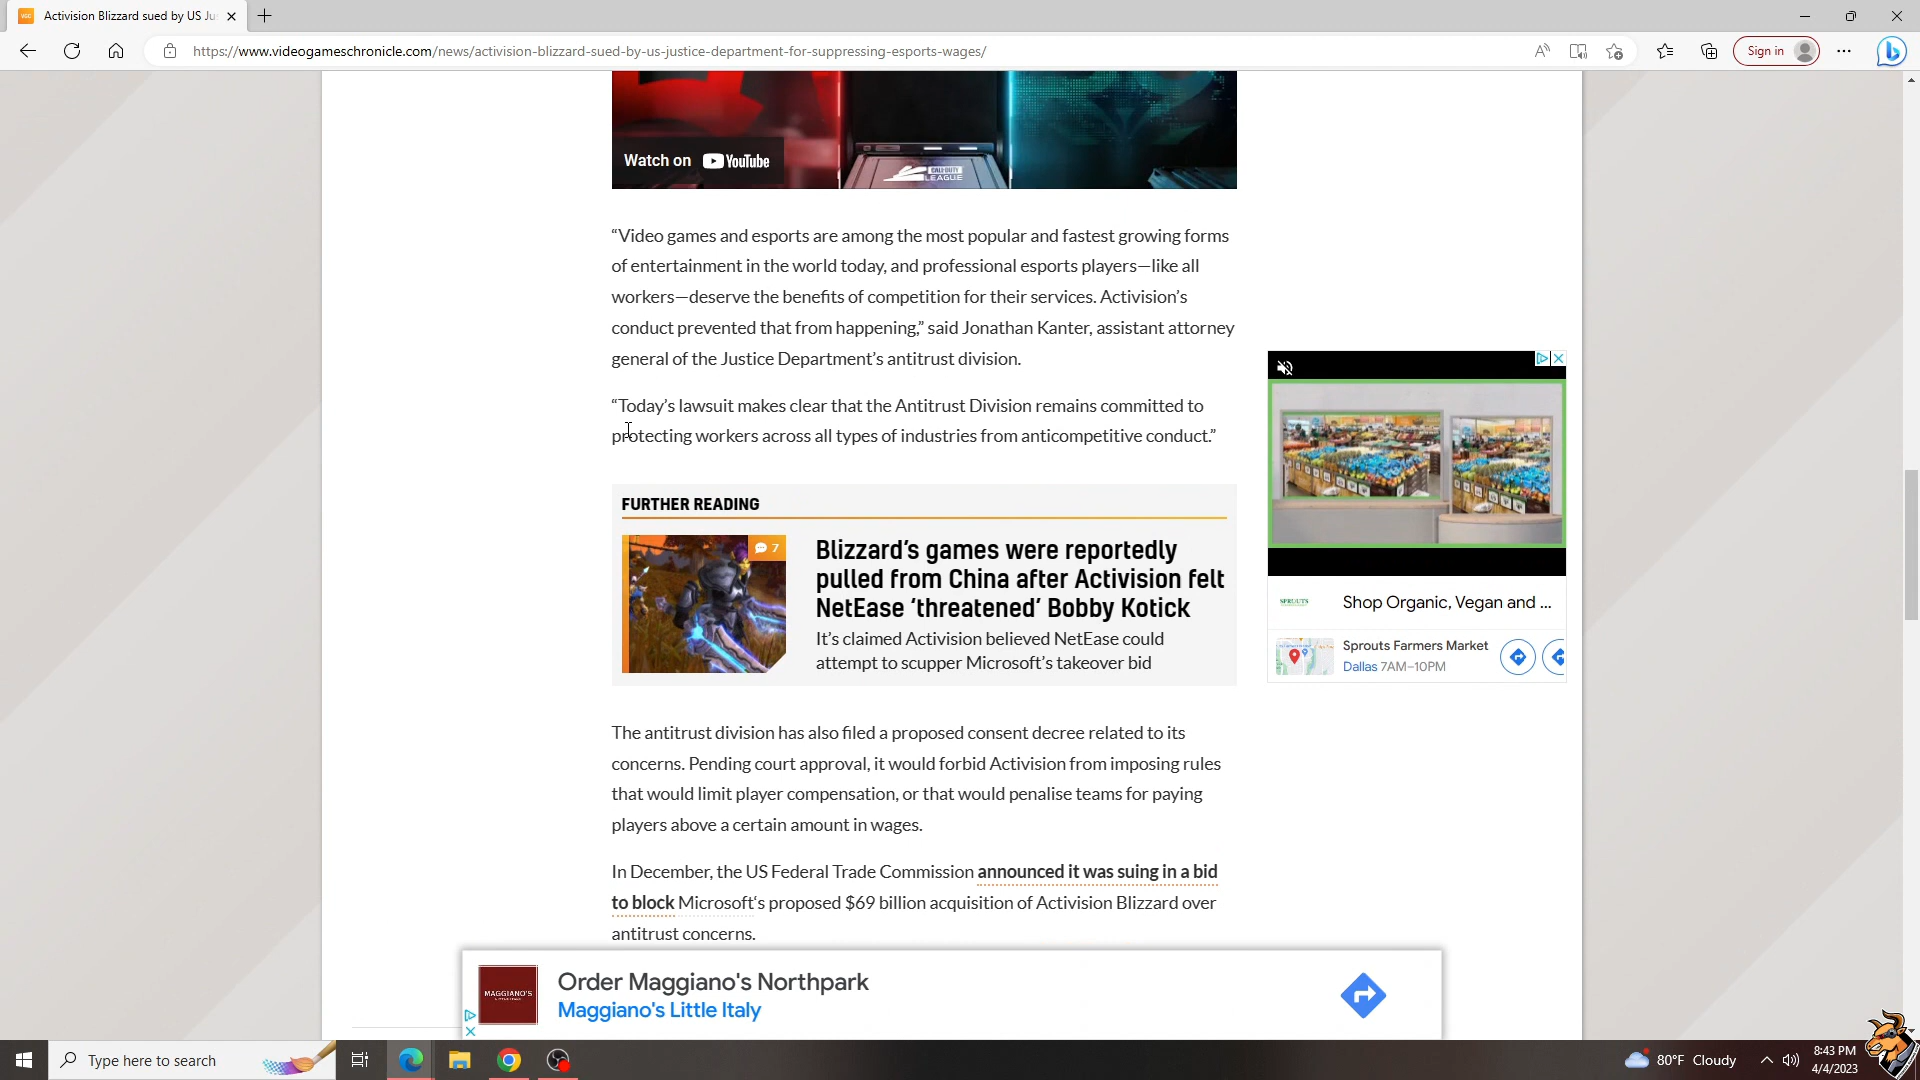 VGC
Activision Blizzard sued by US Ju
https://www.videogameschronicle.com/news/activision-blizzard-sued-by-us-justice-department-for-suppressing-esports-wages/
Sign in
Watch on YouTube
CALL OF DUTY
LEAGUE
“Video games and esports are among the most popular and fastest growing forms
of entertainment in the world today, and professional esports players—like all
workers—deserve the benefits of competition for their services. Activision’s
conduct prevented that from happening,” said Jonathan Kanter, assistant attorney
general of the Justice Department’s antitrust division.
“Today’s lawsuit makes clear that the Antitrust Division remains committed to
protecting workers across all types of industries from anticompetitive conduct.”
FURTHER READING
7
Blizzard’s games were reportedly
pulled from China after Activision felt
NetEase ‘threatened’ Bobby Kotick
It’s claimed Activision believed NetEase could
attempt to scupper Microsoft’s takeover bid
The antitrust division has also filed a proposed consent decree related to its
concerns. Pending court approval, it would forbid Activision from imposing rules
that would limit player compensation, or that would penalise teams for paying
players above a certain amount in wages.
In December, the US Federal Trade Commission announced it was suing in a bid
to block Microsoft‘s proposed $69 billion acquisition of Activision Blizzard over
antitrust concerns.
SPROUTS
Shop Organic, Vegan and ...
Sprouts Farmers Market
Dallas 7AM–10PM
MAGGIANO'S
Order Maggiano's Northpark
Maggiano's Little Italy
Type here to search
80°F Cloudy
8:43 PM
4/4/2023